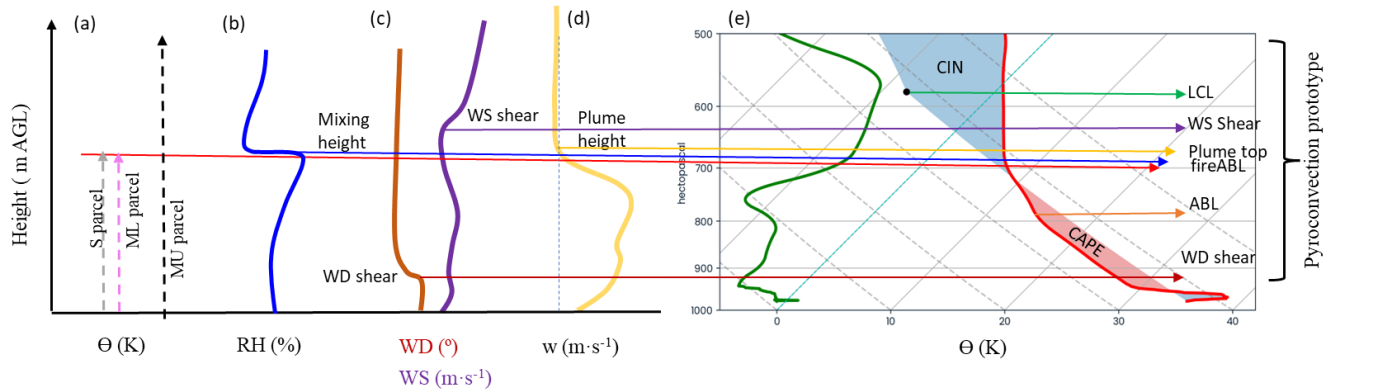 (a)
(b)
(c)
(d)
(e)
Height ( m AGL)
S parcel
ML parcel
MU parcel
Mixing
height
WS shear
Plume
height
WD shear
Ɵ (K)
RH (%)
WD (º)
WS (m·s-1)
w (m·s-1)
hectopascal
500
600
700
800
900
1000
0
10
20
30
40
Ɵ (K)
CIN
CAPE
LCL
WS Shear
Plume top
fireABL
ABL
WD shear
Pyroconvection prototype